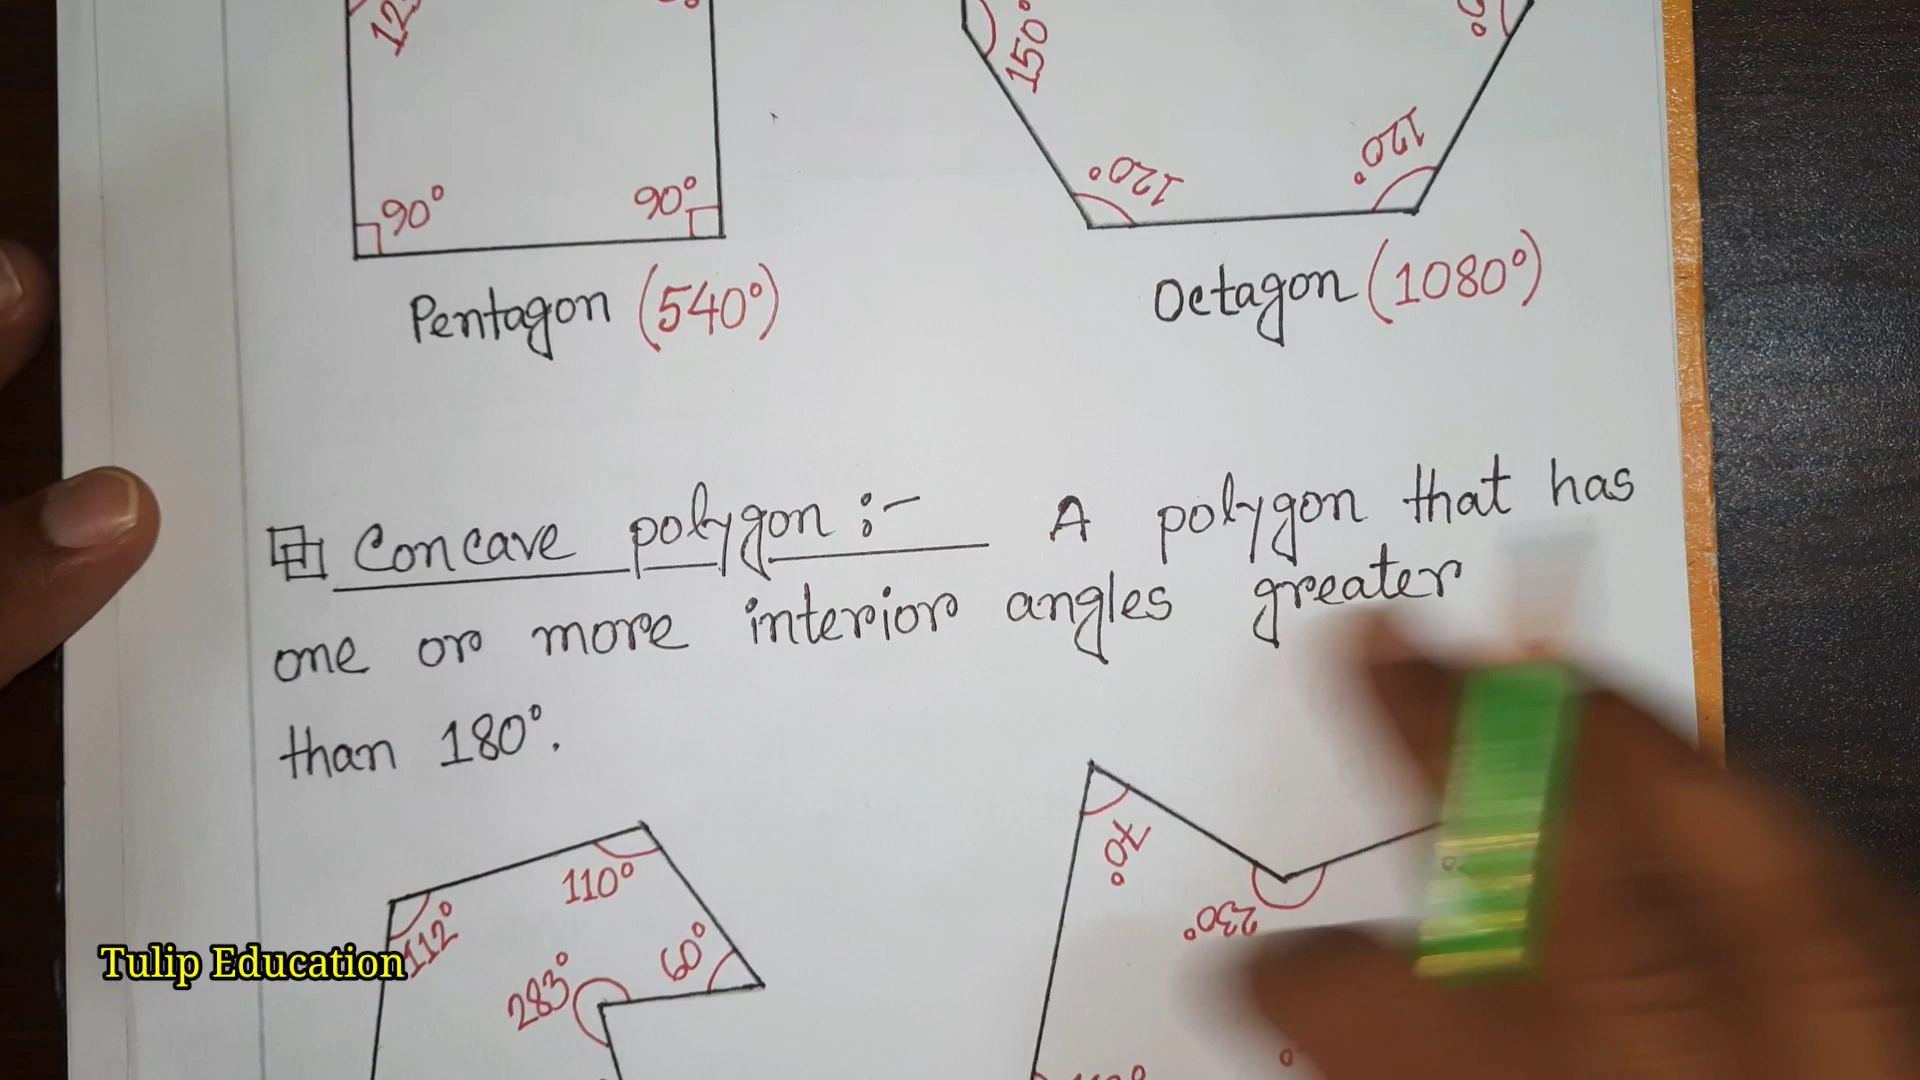 150°
120°
120°
90°
90°
Pentagon (540°)
Octagon (1080°)
Concave polygon :- A polygon that has
one or more interior angles greater
than 180°.
110°
112°
283°
60°
70°
230°
Tulip Education